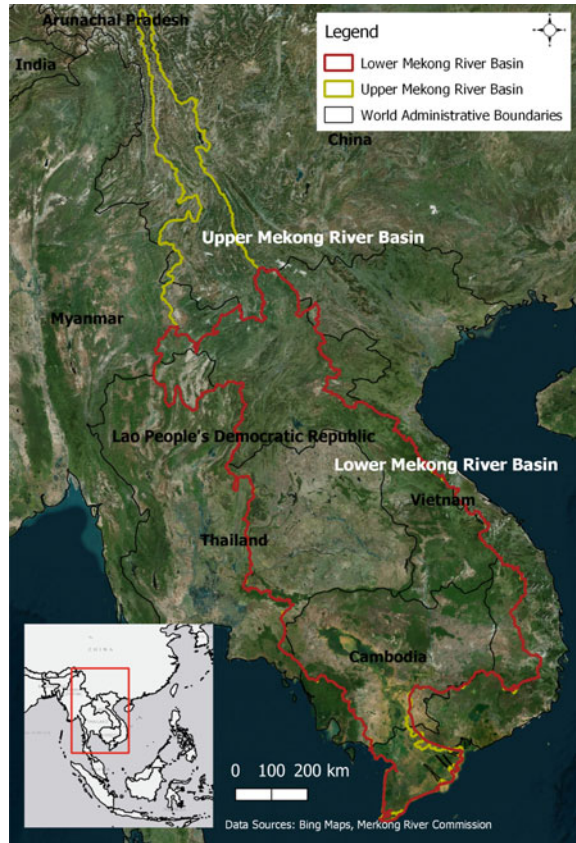 Arunachal Pradesh
India
Legend
Lower Mekong River Basin
Upper Mekong River Basin
World Administrative Boundaries
China
Upper Mekong River Basin
Myanmar
Lao People's Democratic Republic
Lower Mekong River Basin
Vietnam
Thailand
Cambodia
CHINA
0 100 200 km
Data Sources: Bing Maps, Merkong River Commission